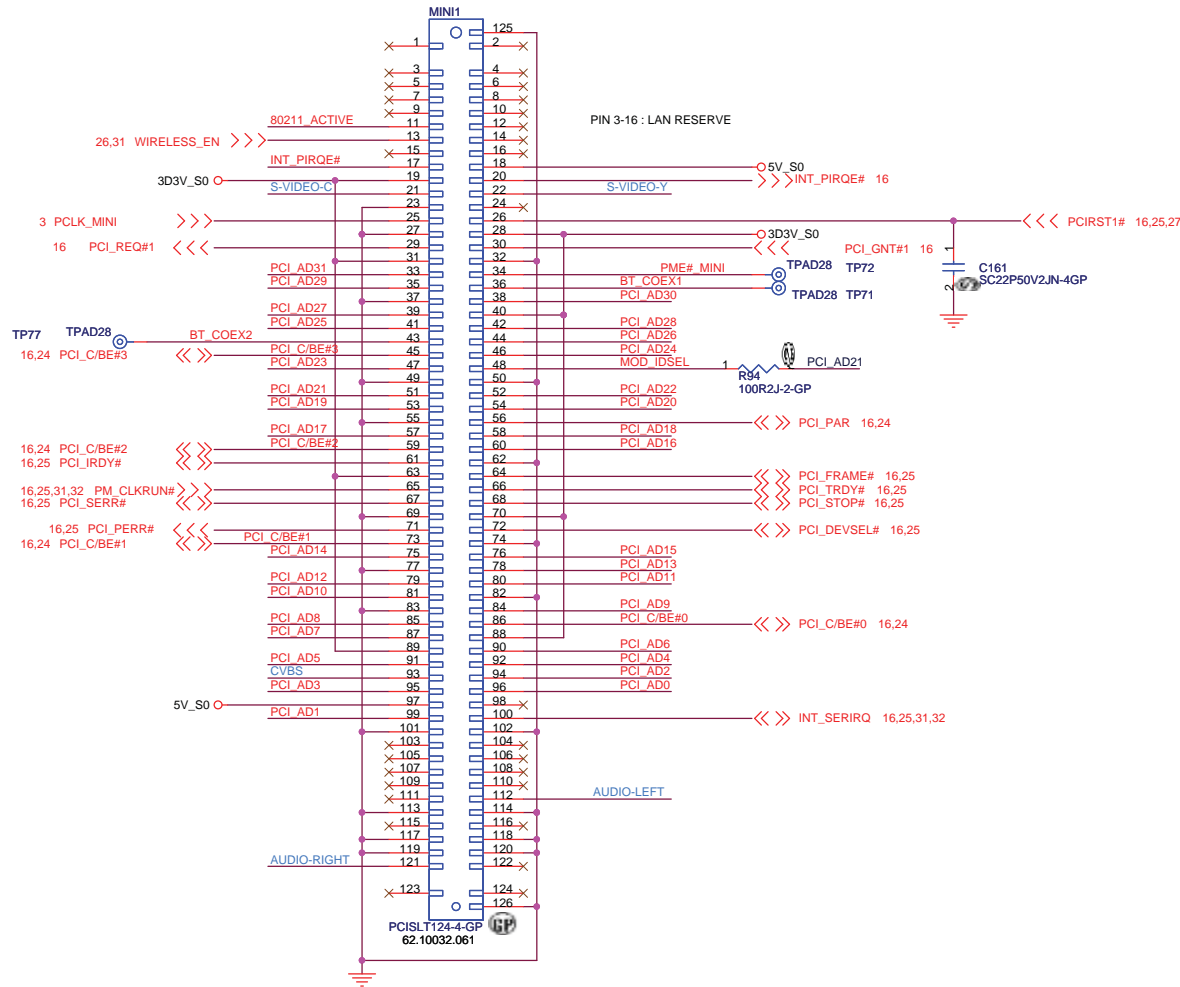 MINI1
125
1 2
3 4
5 6
7 8
9 10
80211_ACTIVE 11 12 PIN 3-16 : LAN RESERVE
26,31 WIRELESS_EN 13 14
15 16
INT_PIRQE# 17 18 5V_S0
3D3V_S0 19 20 INT_PIRQE# 16
S-VIDEO-C 21 22 S-VIDEO-Y
23 24
3 PCLK_MINI 25 26 PCIRST1# 16,25,27
27 28 3D3V_S0
16 PCI_REQ#1 29 30 PCI_GNT#1 16
31 32
PCI_AD31 33 34 PME#_MINI TPAD28 TP72
PCI_AD29 35 36 BT_COEX1 TPAD28 TP71
1 2 C161
SC22P50V2JN-4GP
37 38 PCI_AD30
PCI_AD27 39 40
PCI_AD25 41 42 PCI_AD28
TP77 TPAD28 BT_COEX2 43 44 PCI_AD26
16,24 PCI_C/BE#3 PCI_C/BE#3 45 46 PCI_AD24
PCI_AD23 47 48 MOD_IDSEL 1 PCI_AD21
R94
100R2J-2-GP
49 50
PCI_AD21 51 52 PCI_AD22
PCI_AD19 53 54 PCI_AD20
55 56 PCI_PAR 16,24
PCI_AD17 57 58 PCI_AD18
16,24 PCI_C/BE#2 PCI_C/BE#2 59 60 PCI_AD16
16,25 PCI_IRDY# 61 62
63 64 PCI_FRAME# 16,25
16,25,31,32 PM_CLKRUN# 65 66 PCI_TRDY# 16,25
16,25 PCI_SERR# 67 68 PCI_STOP# 16,25
69 70
16,25 PCI_PERR# 71 72 PCI_DEVSEL# 16,25
16,24 PCI_C/BE#1 PCI_C/BE#1 73 74
PCI_AD14 75 76 PCI_AD15
77 78 PCI_AD13
PCI_AD12 79 80 PCI_AD11
PCI_AD10 81 82
83 84 PCI_AD9
PCI_AD8 85 86 PCI_C/BE#0 PCI_C/BE#0 16,24
PCI_AD7 87 88
89 90 PCI_AD6
PCI_AD5 91 92 PCI_AD4
CVBS 93 94 PCI_AD2
PCI_AD3 95 96 PCI_AD0
5V_S0 97 98
PCI_AD1 99 100 INT_SERIRQ 16,25,31,32
101 102
103 104
105 106
107 108
109 110
111 112 AUDIO-LEFT
113 114
115 116
117 118
119 120
AUDIO-RIGHT 121 122
123 124
126
PCISLT124-4-GP GP
62.10032.061